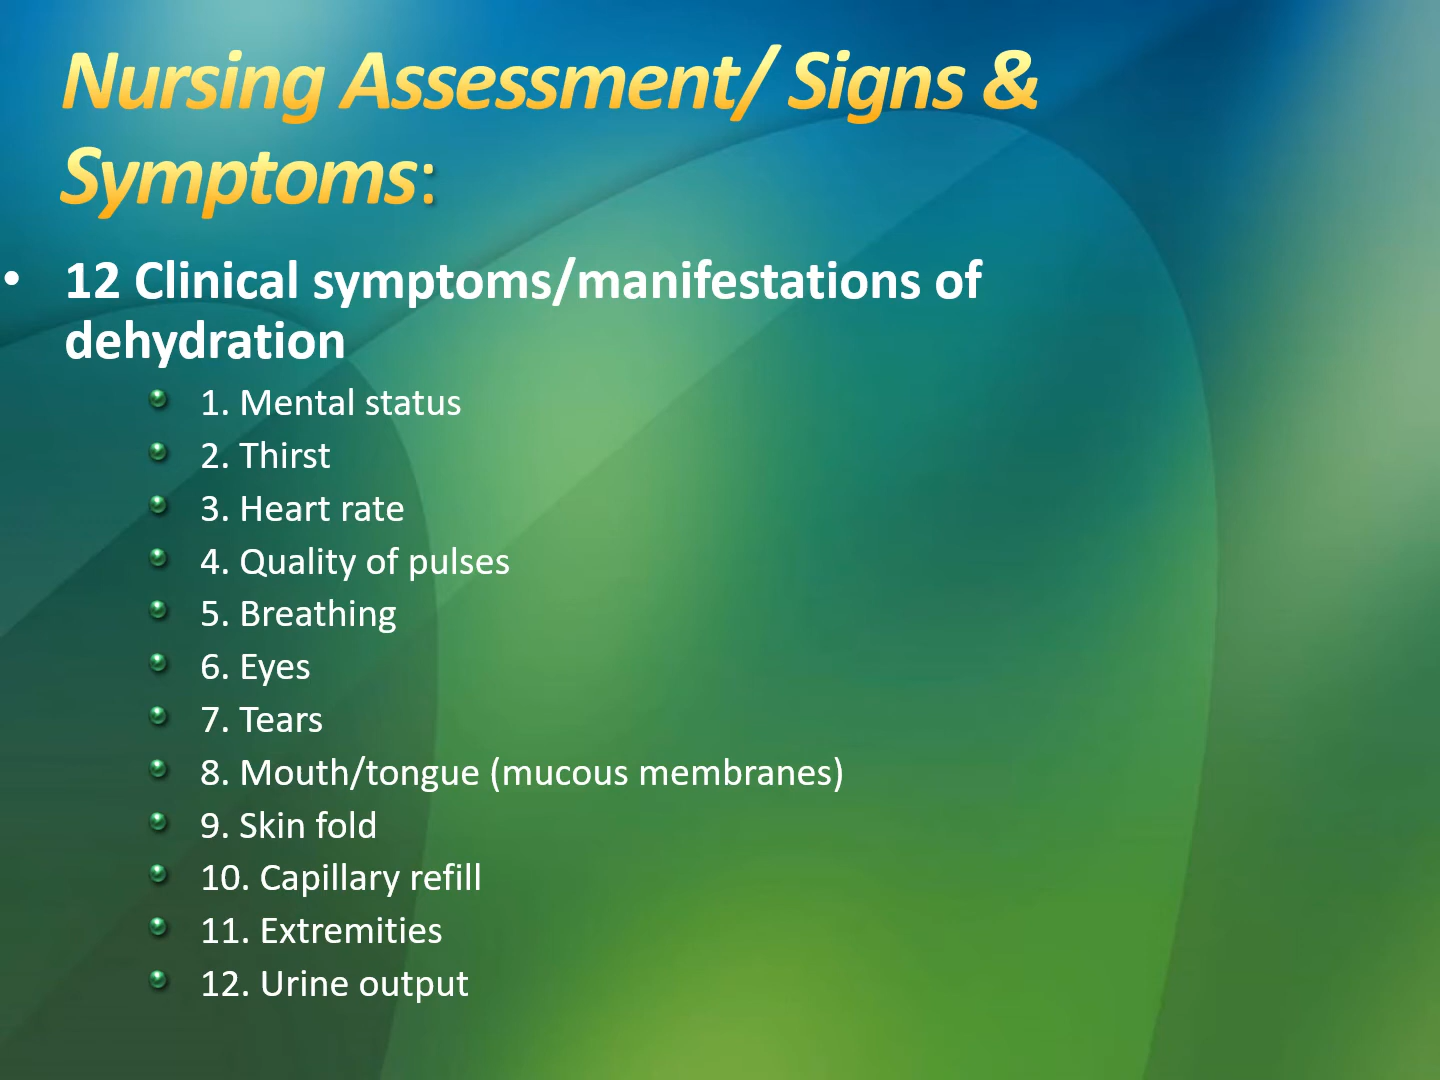 Nursing Assessment/ Signs &
Symptoms:
• 12 Clinical symptoms/manifestations of
dehydration
1. Mental status
2. Thirst
3. Heart rate
4. Quality of pulses
5. Breathing
6. Eyes
7. Tears
8. Mouth/tongue (mucous membranes)
9. Skin fold
10. Capillary refill
11. Extremities
12. Urine output